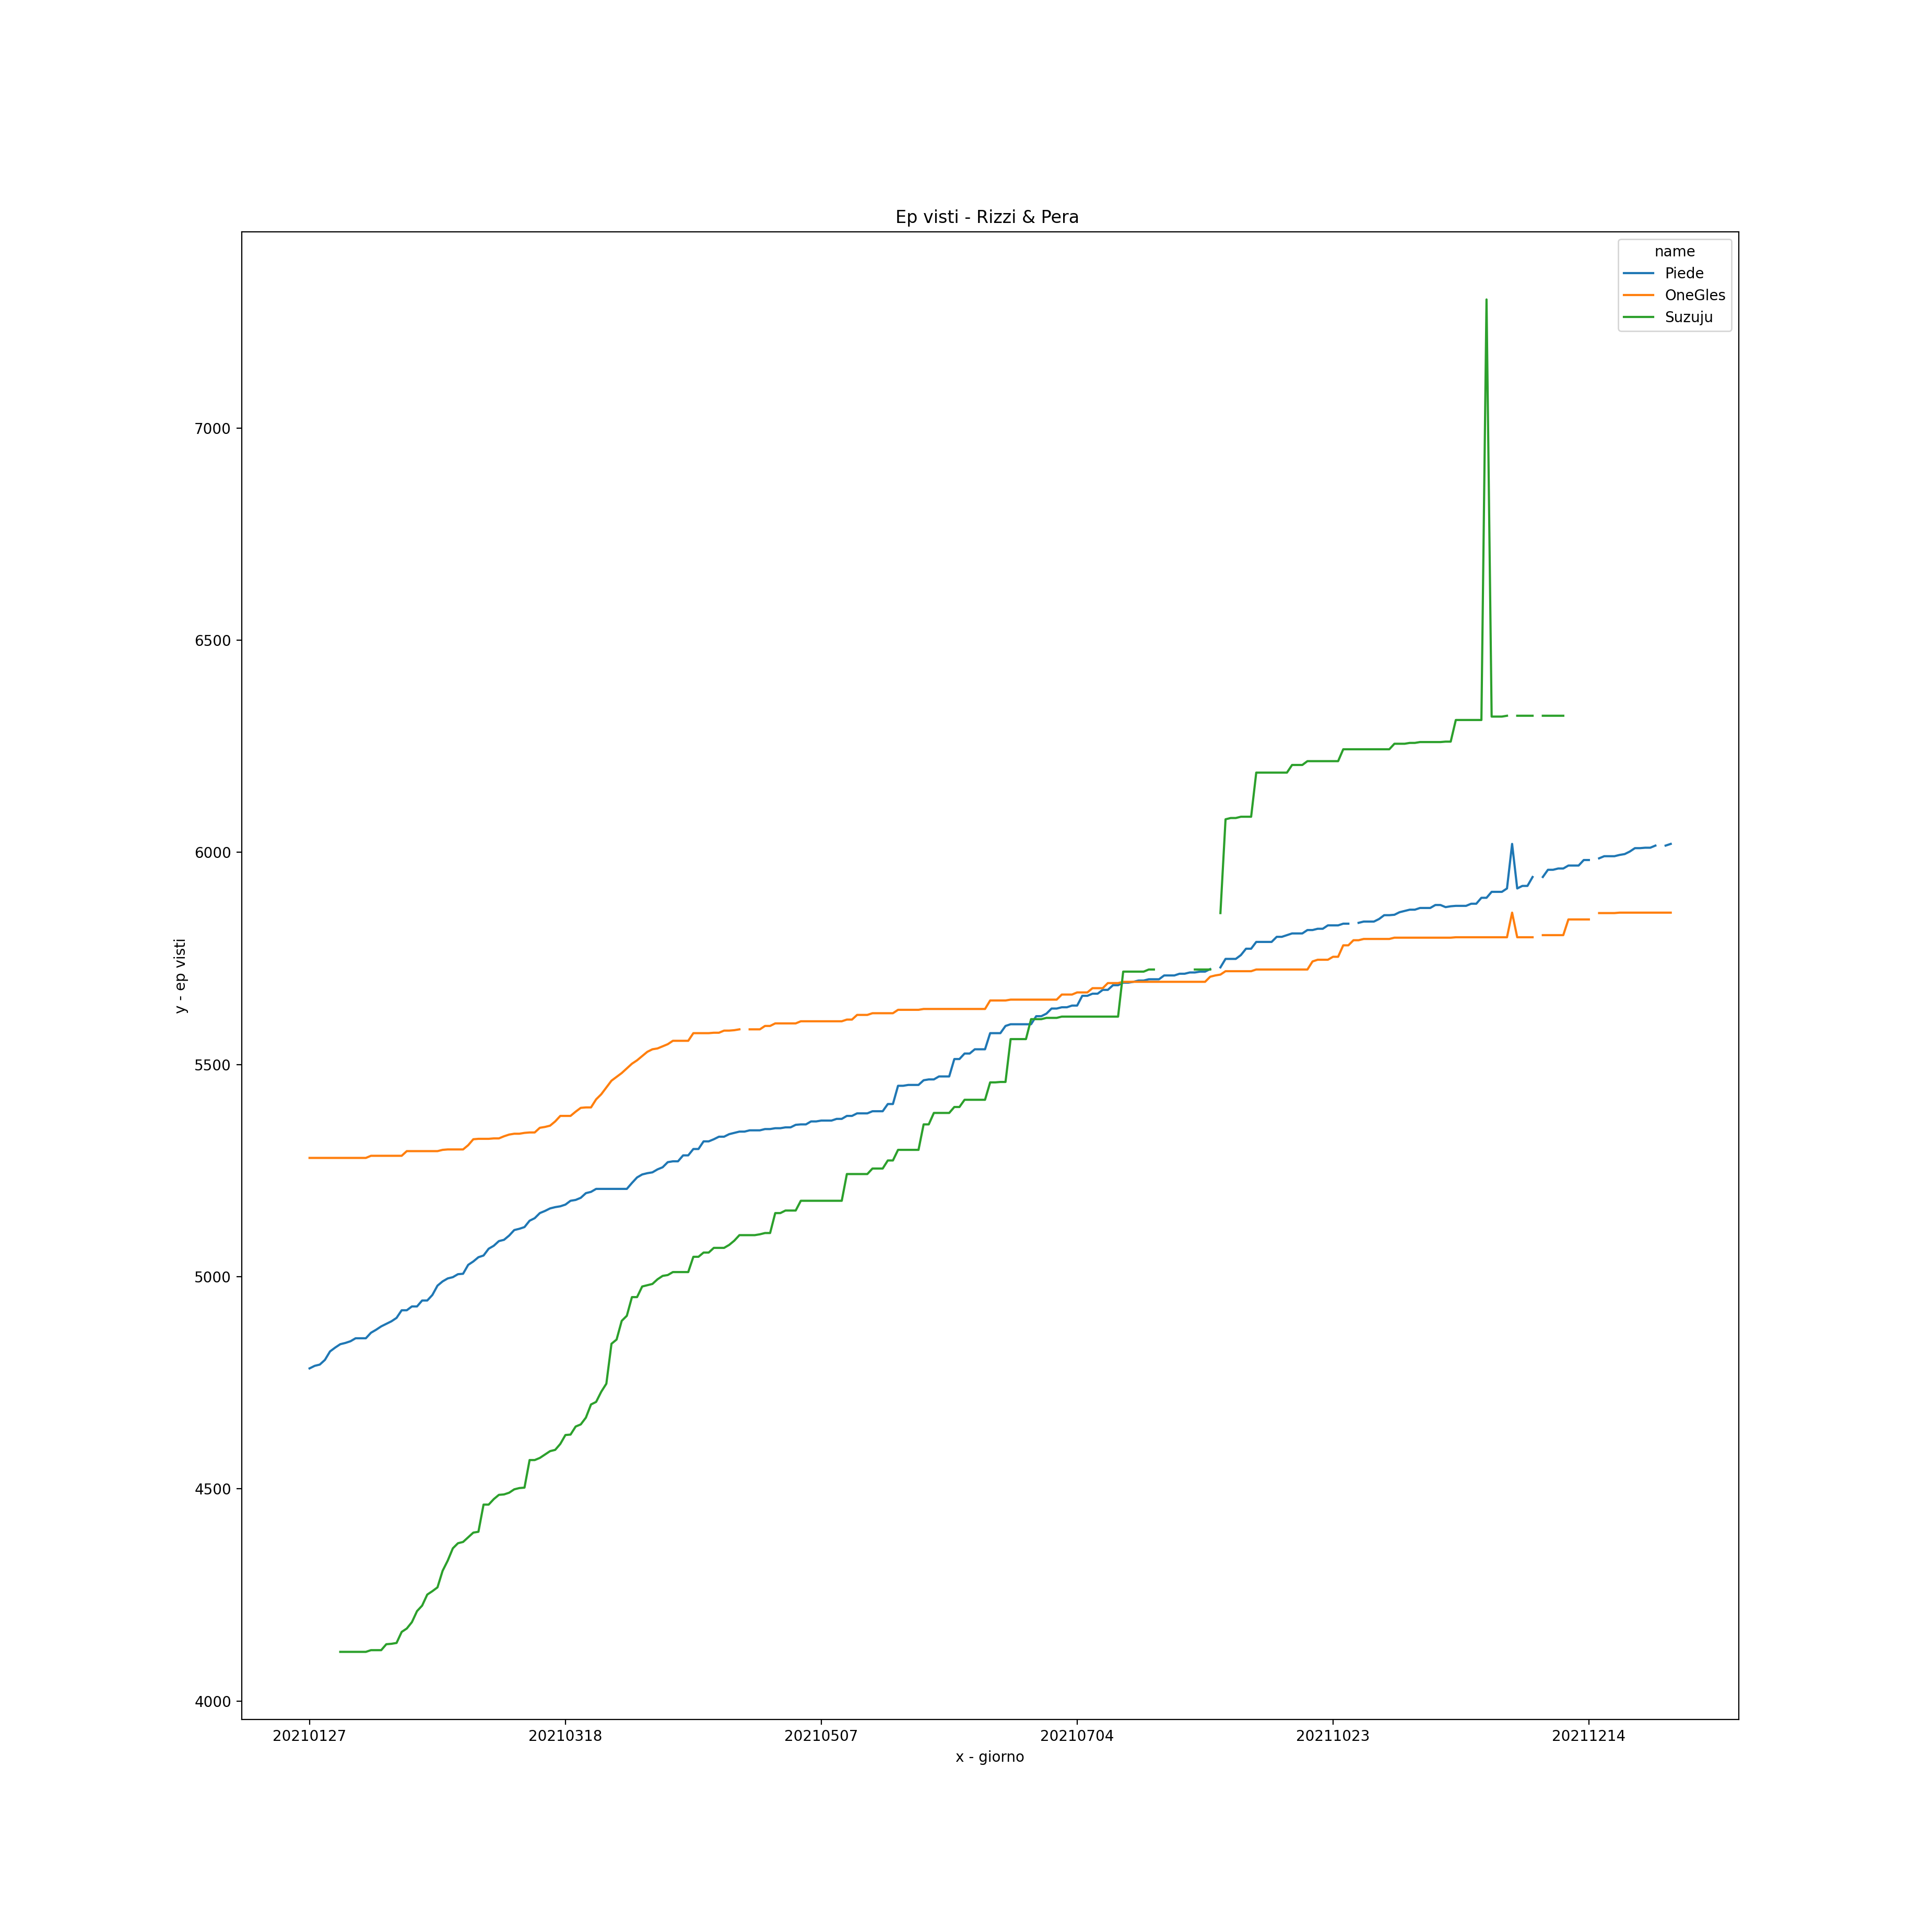 Ep visti - Rizzi & Pera
name
Piede
OneGles
Suzuju
7000
6500
6000
5500
5000
4500
4000
y - ep visti
20210127 20210318 20210507 20210704 20211023 20211214
x - giorno